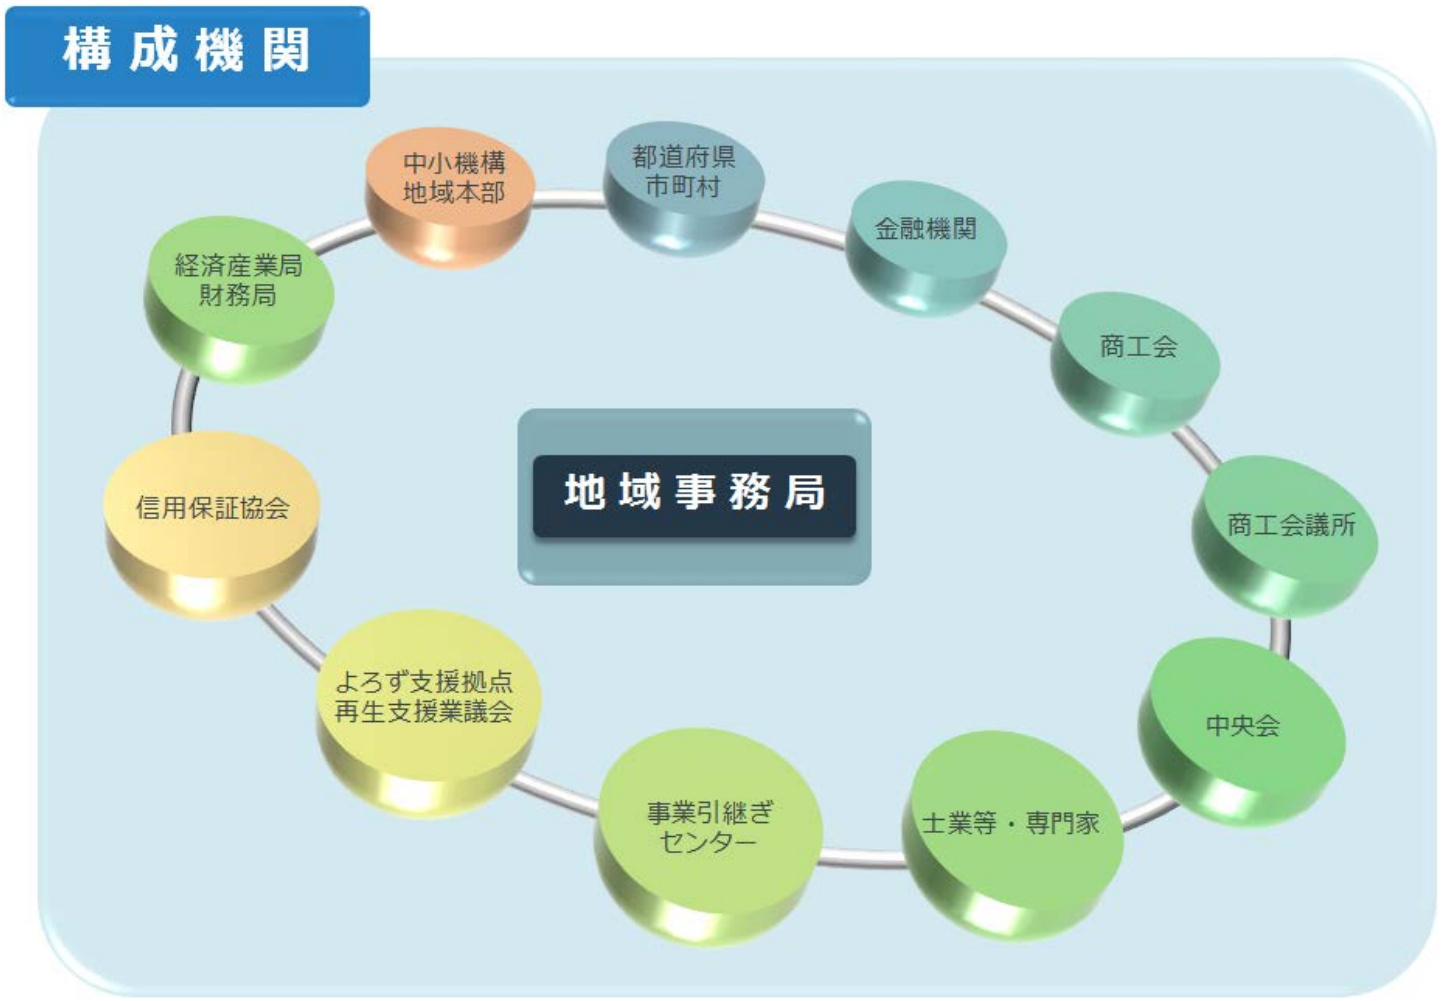 構成機関
中小機構
地域本部
都道府県
市町村
金融機関
商工会
商工会議所
中央会
士業等・専門家
事業引継ぎ
センター
よろず支援拠点
再生支援業議会
信用保証協会
経済産業局
財務局
地域事務局